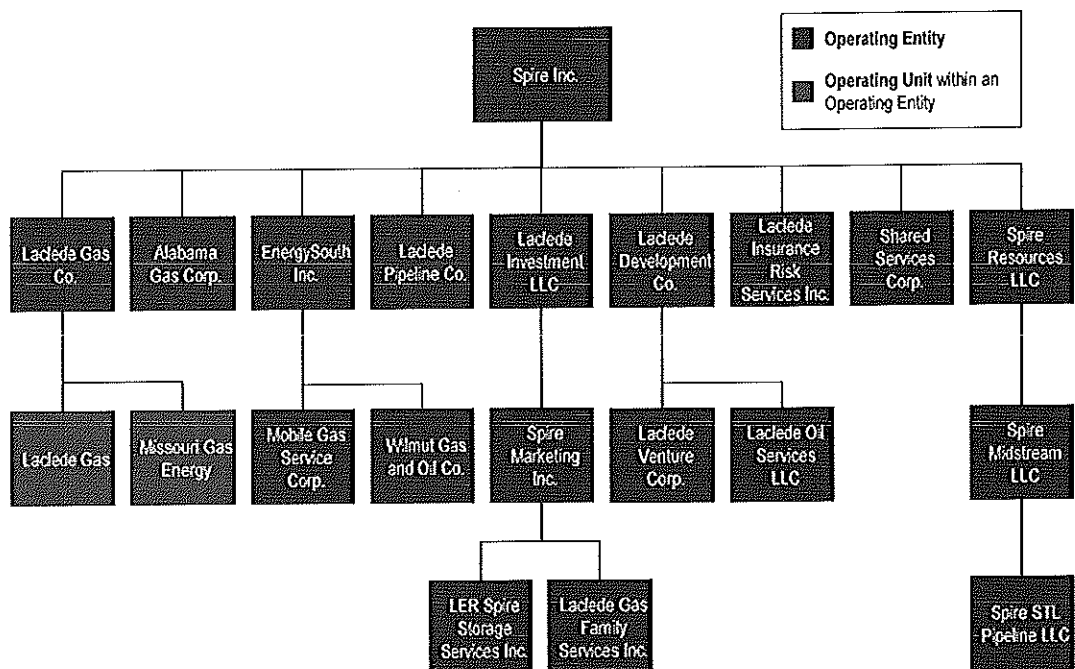 Spire Inc.
Operating Entity
Operating Unit within an
Operating Entity
Laclede Gas
Co.
Alabama
Gas Corp.
EnergySouth
Inc.
Laclede
Pipeline Co.
Laclede
Investment
LLC
Laclede
Development
Co.
Laclede
Insurance
Risk
Services Inc.
Shared
Services
Corp.
Spire
Resources
LLC
Laclede Gas
Missouri Gas
Energy
Mobile Gas
Service
Corp.
Wilmut Gas
and Oil Co.
Spire
Marketing
Inc.
Laclede
Venture
Corp.
Laclede Oil
Services
LLC
Spire
Midstream
LLC
LER Spire
Storage
Services Inc.
Laclede Gas
Family
Services Inc.
Spire STL
Pipeline LLC